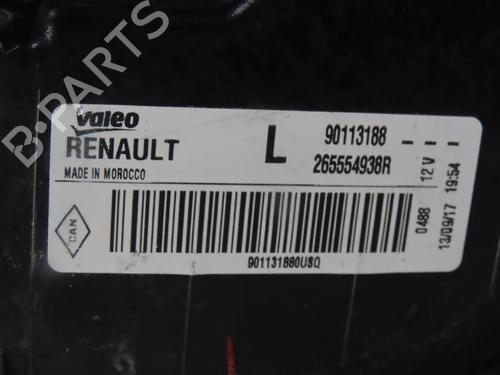 B-PARTS
Valeo
RENAULT
MADE IN MOROCCO
L
90113188
265554938R
12 V
0488
13/09/17 19:54
CAN
901131880USQ